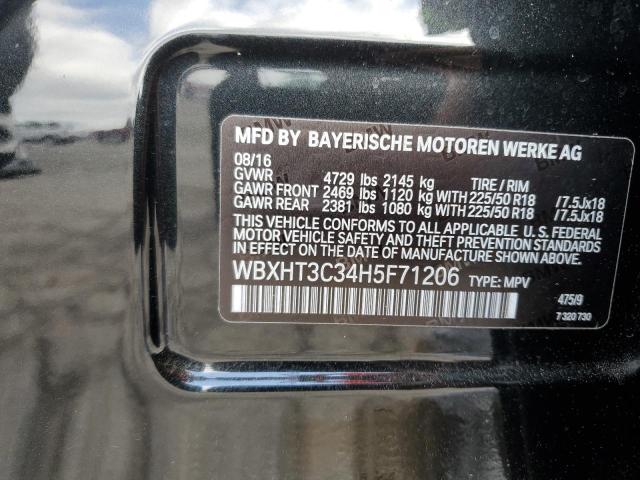 MFD BY BAYERISCHE MOTOREN WERKE AG
08/16
GVWR 4729 lbs 2145 kg TIRE / RIM
GAWR FRONT 2469 lbs 1120 kg WITH 225/50 R18 /7.5Jx18
GAWR REAR 2381 lbs 1080 kg WITH 225/50 R18 /7.5Jx18
THIS VEHICLE CONFORMS TO ALL APPLICABLE U. S. FEDERAL
MOTOR VEHICLE SAFETY AND THEFT PREVENTION STANDARDS
IN EFFECT ON THE DATE OF MANUFACTURE SHOWN ABOVE.
WBXHT3C34H5F71206 TYPE: MPV
475/9
7 320 730